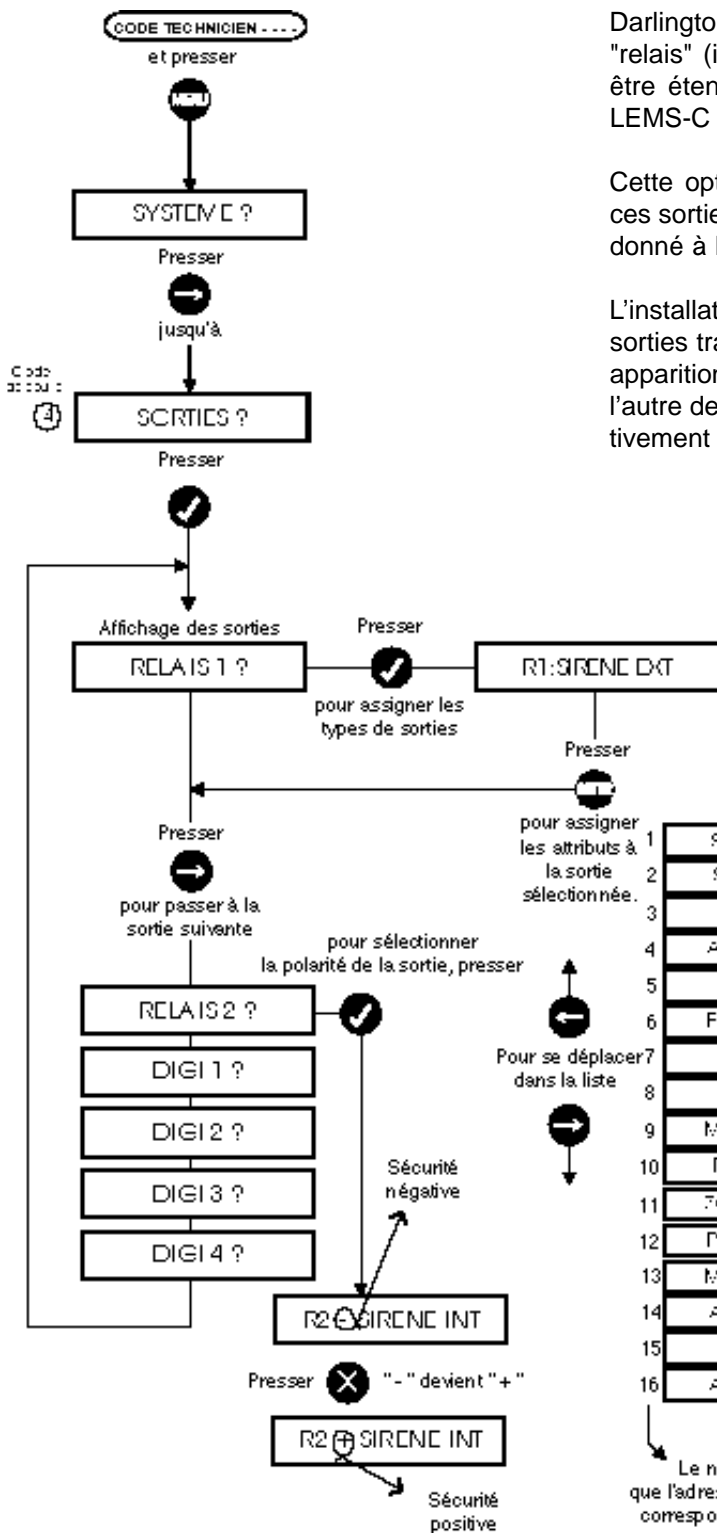 CODE TECHNICIEN - - - -
et presser
MENU
SYSTEME ?
Presser
jusqu'à
Code
4
SORTIES ?
Presser
Affichage des sorties
RELAIS 1 ?
Presser
pour assigner les
types de sorties
R1:SIRENE EXT
Presser
pour assigner
les attributs à
la sortie
sélectionnée.
Presser
pour passer à la
sortie suivante
pour sélectionner
la polarité de la sortie, presser
RELAIS 2 ?
DIGI 1 ?
DIGI 2 ?
DIGI 3 ?
DIGI 4 ?
Pour se déplacer
dans la liste
Sécurité
négative
R2 - SIRENE INT
Presser
"-" devient "+"
R2 + SIRENE INT
Sécurité
positive
Darlingto
"relais" (i
être éten
LEMS-C
Cette opt
ces sortie
donné à l
L'installat
sorties tra
apparition
l'autre de
tivement
1 S
2 S
3
4 A
5
6 F
7
8
9 M
10
11
12 P
13 M
14 A
15
16 A
Le n
que l'adres
correspo